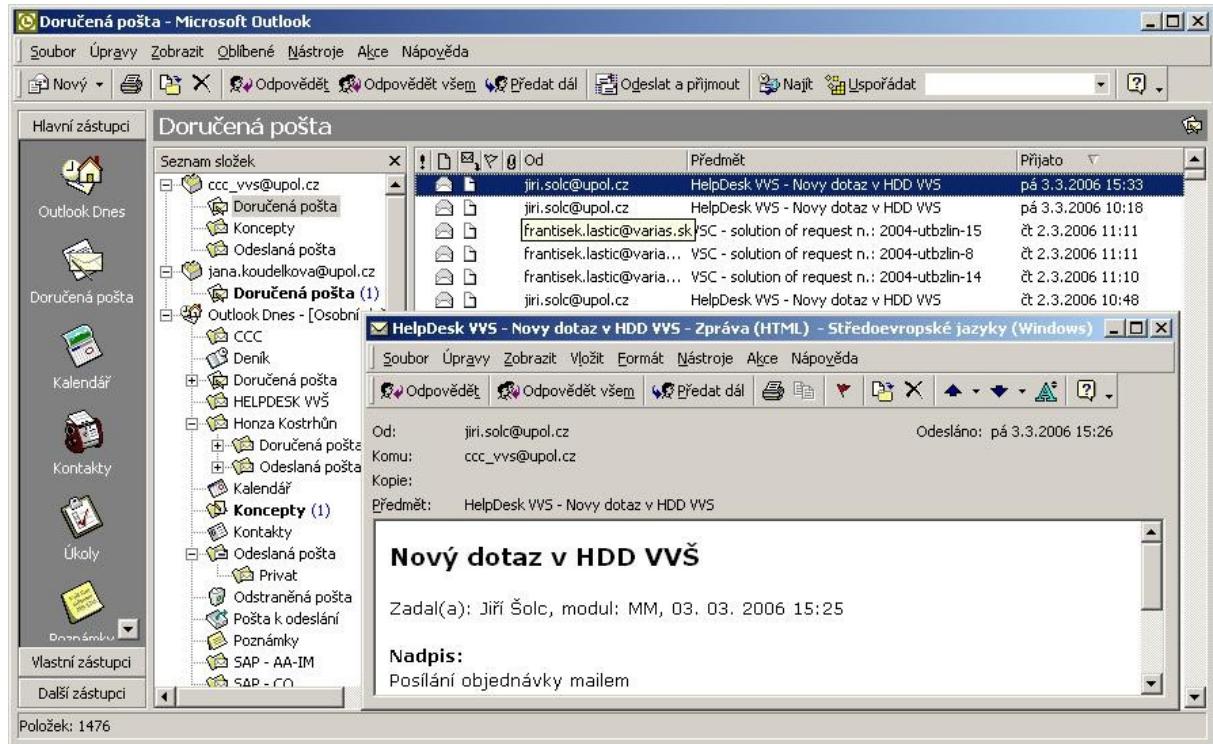 Doručená pošta - Microsoft Outlook
Soubor Úpravy Zobrazit Oblíbené Nástroje Akce Nápověda
Nový Odpovědět Odpovědět všem Předat dál Odeslat a přijmout Najít Uspořádat
Hlavní zástupci
Doručená pošta
Outlook Dnes
Doručená pošta
Kalendář
Kontakty
Úkoly
Poznámky
Vlastní zástupci
Další zástupci
Seznam složek
ccc_vvs@upol.cz
Doručená pošta
Koncepty
Odeslaná pošta
jana.koudelkova@upol.cz
Doručená pošta (1)
Outlook Dnes - [Osobní
CCC
Deník
Doručená pošta
HELPDESK VVŠ
Honza Kostrhůn
Doručená pošta
Odeslaná pošta
Kalendář
Koncepty (1)
Kontakty
Odeslaná pošta
Privat
Odstraněná pošta
Pošta k odeslání
Poznámky
SAP - AA-IM
SAP - CO
Od Předmět Přijato
jiri.solc@upol.cz HelpDesk VVS - Novy dotaz v HDD VVS pá 3.3.2006 15:33
jiri.solc@upol.cz HelpDesk VVS - Novy dotaz v HDD VVS pá 3.3.2006 10:18
frantisek.lastic@varias.sk VSC - solution of request n.: 2004-utbzlin-15 čt 2.3.2006 11:11
frantisek.lastic@varia... VSC - solution of request n.: 2004-utbzlin-8 čt 2.3.2006 11:11
frantisek.lastic@varia... VSC - solution of request n.: 2004-utbzlin-14 čt 2.3.2006 11:10
jiri.solc@upol.cz HelpDesk VVS - Novy dotaz v HDD VVS čt 2.3.2006 10:48
HelpDesk VVS - Novy dotaz v HDD VVS - Zpráva (HTML) - Středoevropské jazyky (Windows)
Soubor Úpravy Zobrazit Vložit Formát Nástroje Akce Nápověda
Odpovědět Odpovědět všem Předat dál
Od: jiri.solc@upol.cz Odesláno: pá 3.3.2006 15:26
Komu: ccc_vvs@upol.cz
Kopie:
Předmět: HelpDesk VVS - Novy dotaz v HDD VVS
Nový dotaz v HDD VVŠ
Zadal(a): Jiří Šolc, modul: MM, 03. 03. 2006 15:25
Nadpis:
Posílání objednávky mailem
Položek: 1476